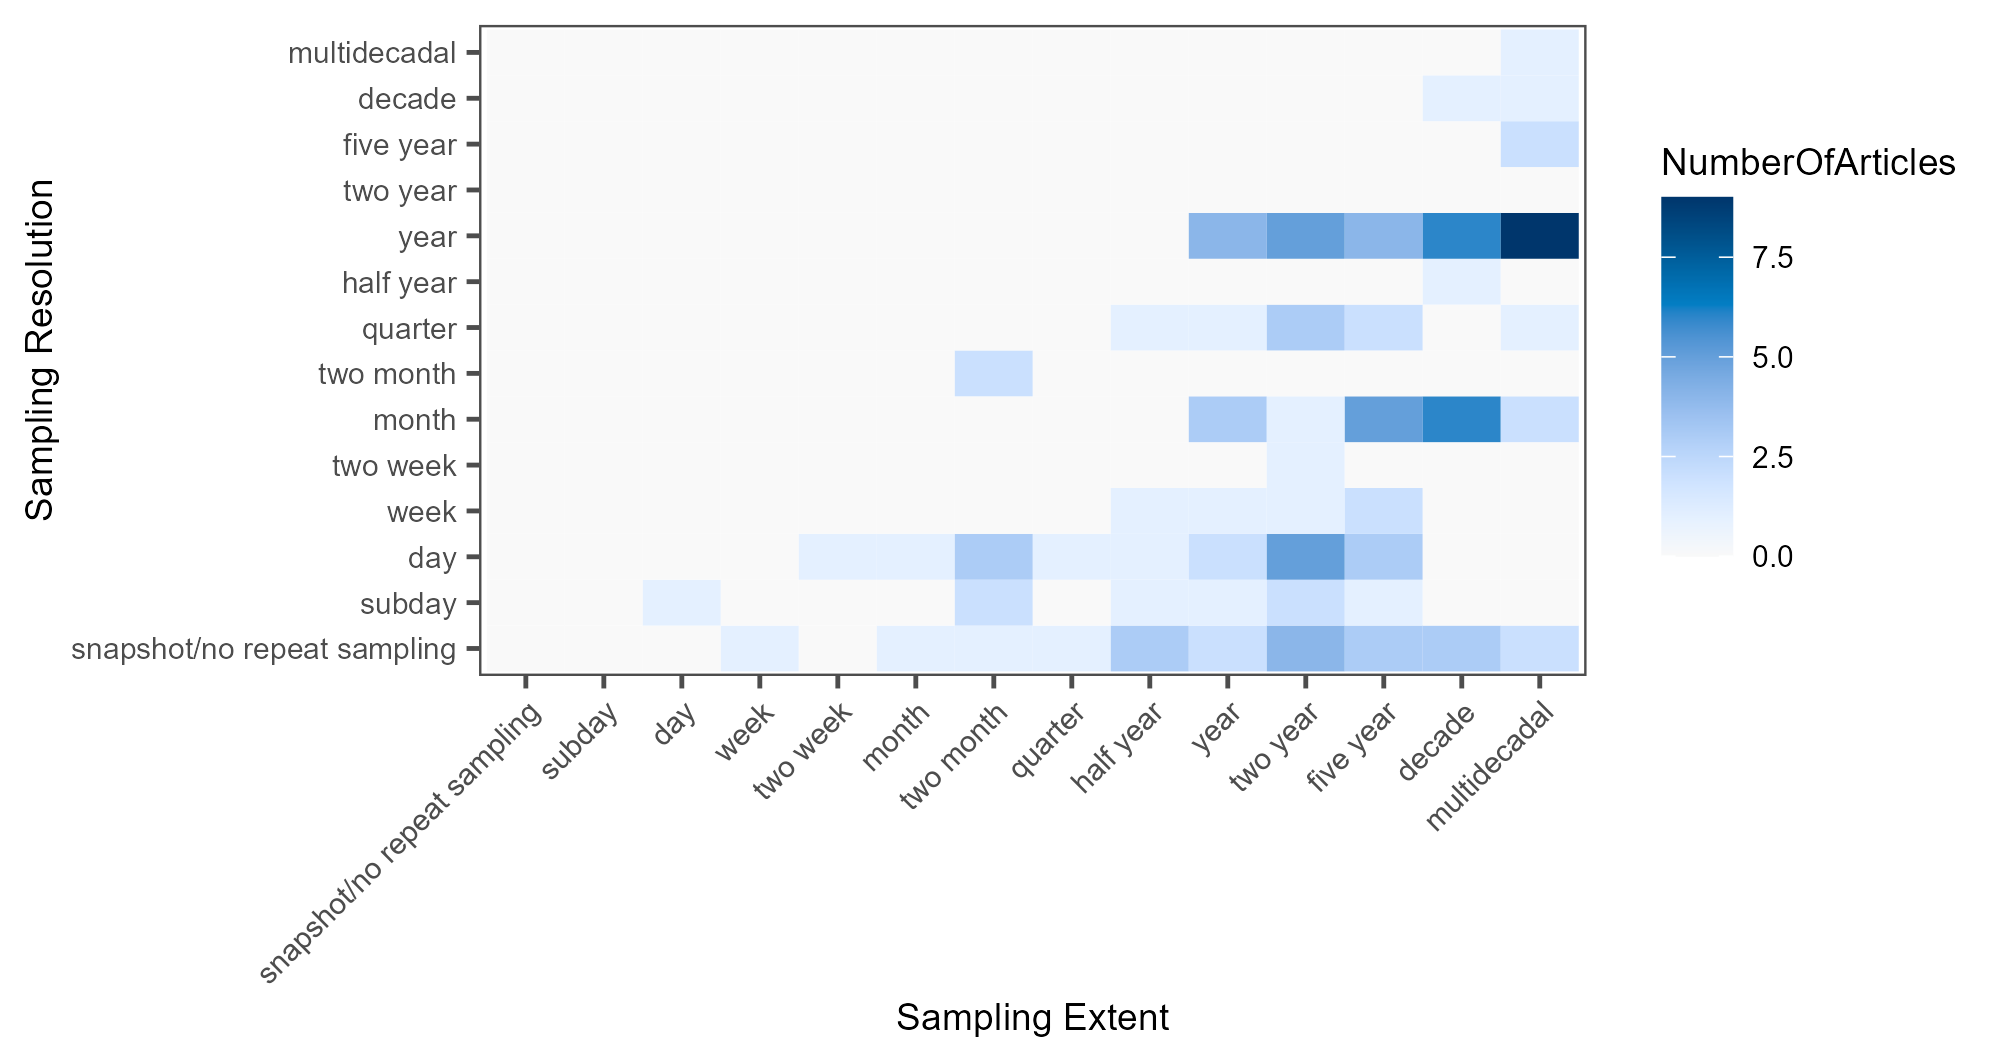 multidecadal
decade
five year
two year
year
half year
quarter
two month
month
two week
week
day
subday
snapshot/no repeat sampling
Sampling Resolution
snapshot/no repeat sampling
subday
day
week
two week
month
two month
quarter
half year
year
two year
five year
decade
multidecadal
Sampling Extent
NumberOfArticles
7.5
5.0
2.5
0.0